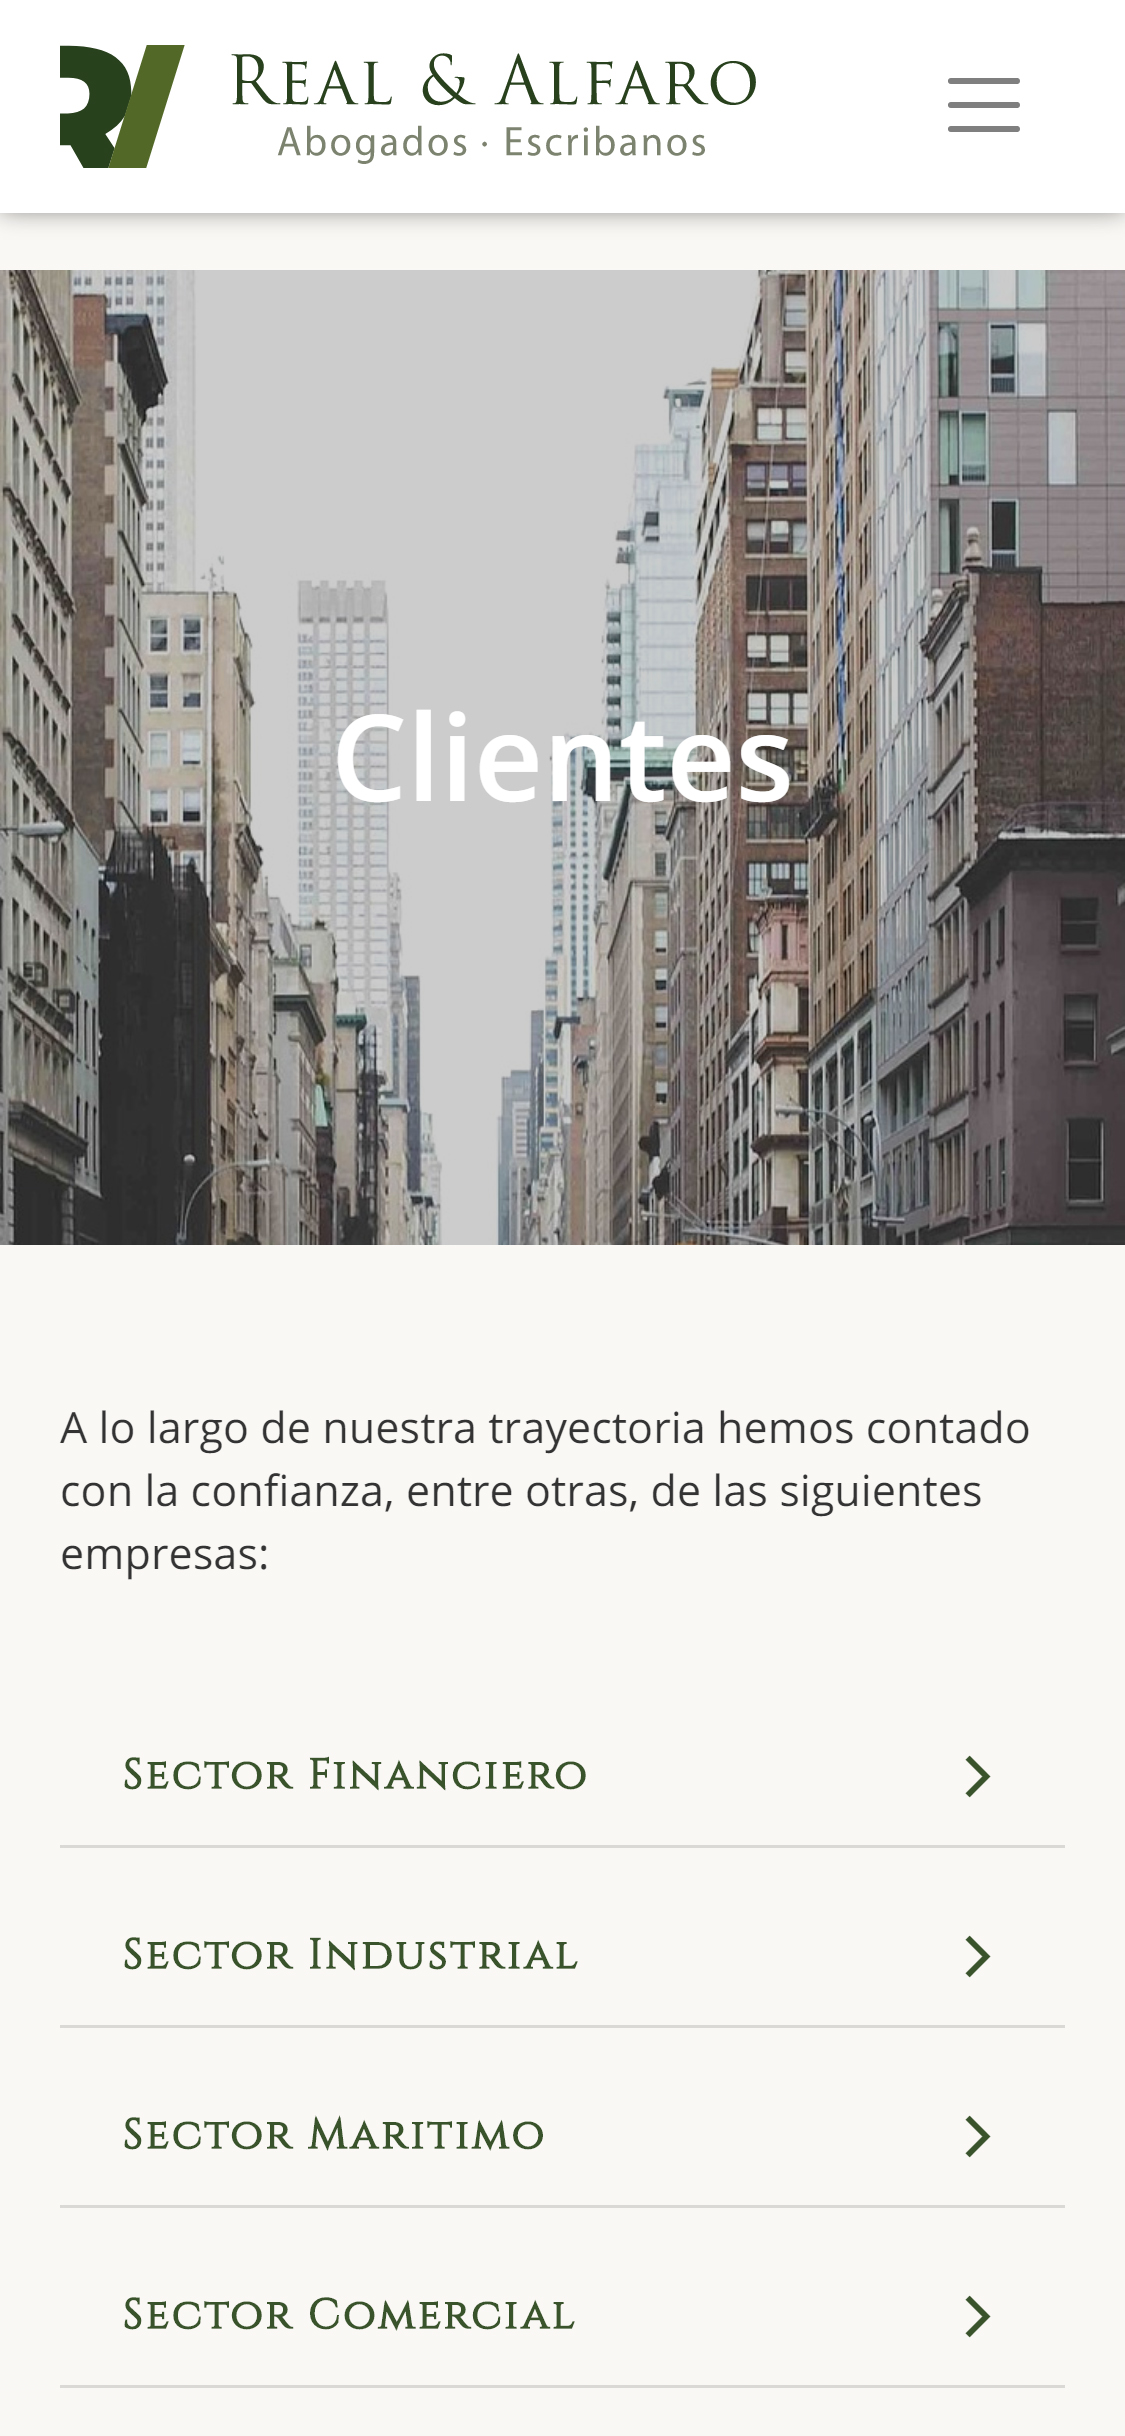 REAL & ALFARO
Abogados · Escribanos
Clientes
A lo largo de nuestra trayectoria hemos contado
con la confianza, entre otras, de las siguientes
empresas:
SECTOR FINANCIERO
SECTOR INDUSTRIAL
SECTOR MARITIMO
SECTOR COMERCIAL